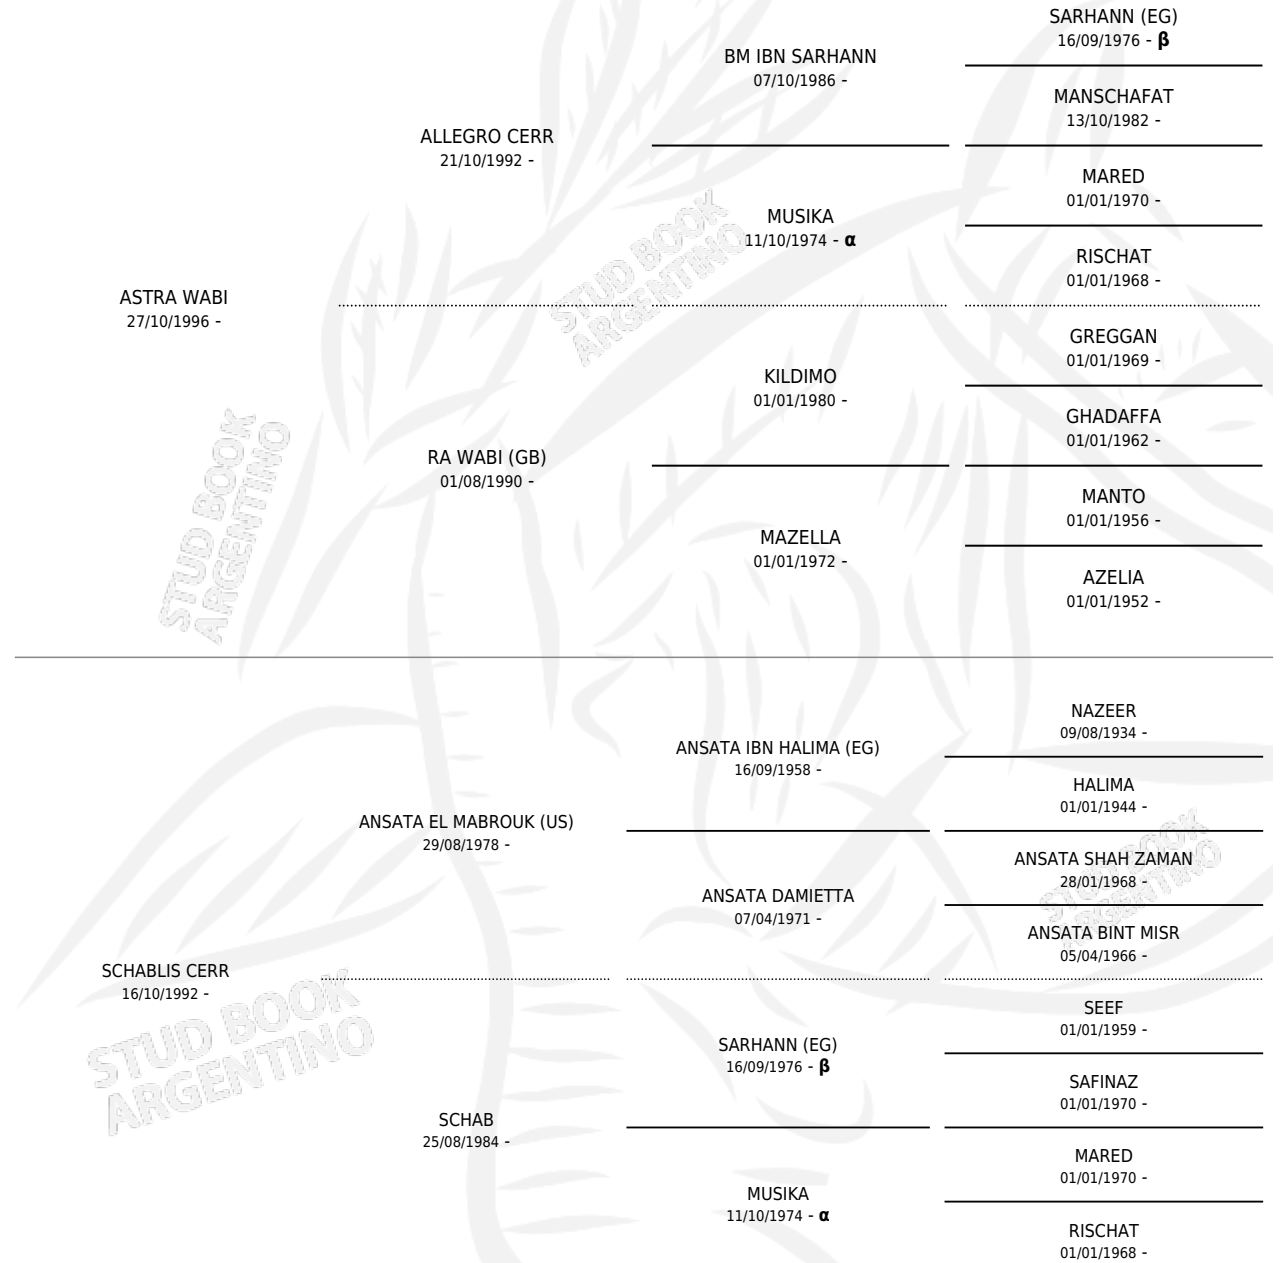 SARHANN (EG)
16/09/1976 - β
BM IBN SARHANN
07/10/1986 -
MANSCHAFAT
13/10/1982 -
ALLEGRO CERR
21/10/1992 -
MARED
01/01/1970 -
MUSIKA
11/10/1974 - α
RISCHAT
01/01/1968 -
ASTRA WABI
27/10/1996 -
GREGGAN
01/01/1969 -
KILDIMO
01/01/1980 -
GHADAFFA
01/01/1962 -
RA WABI (GB)
01/08/1990 -
MANTO
01/01/1956 -
MAZELLA
01/01/1972 -
AZELIA
01/01/1952 -
NAZEER
09/08/1934 -
ANSATA IBN HALIMA (EG)
16/09/1958 -
HALIMA
01/01/1944 -
ANSATA EL MABROUK (US)
29/08/1978 -
ANSATA SHAH ZAMAN
28/01/1968 -
ANSATA DAMIETTA
07/04/1971 -
ANSATA BINT MISR
05/04/1966 -
SCHABLIS CERR
16/10/1992 -
SEEF
01/01/1959 -
SARHANN (EG)
16/09/1976 - β
SAFINAZ
01/01/1970 -
SCHAB
25/08/1984 -
MARED
01/01/1970 -
MUSIKA
11/10/1974 - α
RISCHAT
01/01/1968 -
STUD BOOK
ARGENTINO
STUD BOOK
ARGENTINO
STUD BOOK
ARGENTINO
STUD BOOK
ARGENTINO